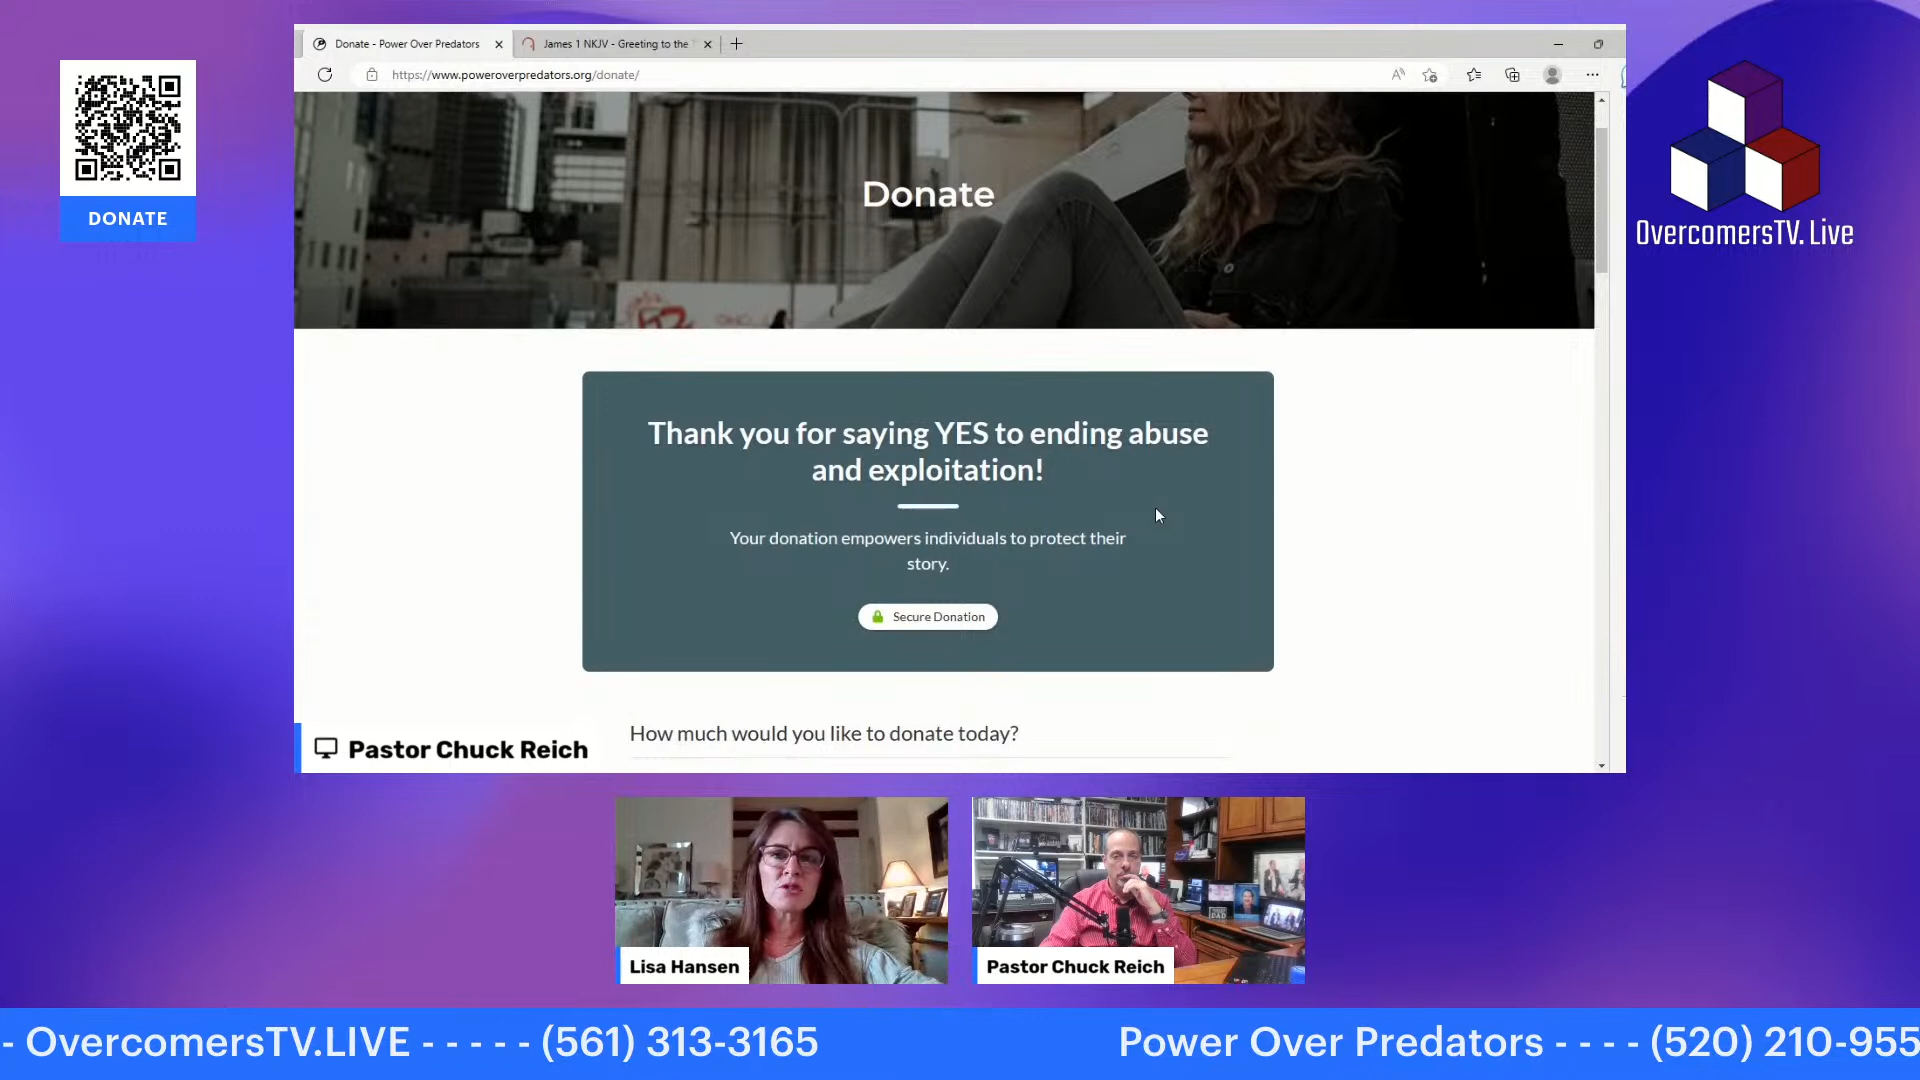 Donate - Power Over Predators
James 1 NKJV - Greeting to the
https://www.poweroverpredators.org/donate/
DONATE
OvercomersTV. Live
Donate
Thank you for saying YES to ending abuse
and exploitation!
Your donation empowers individuals to protect their
story.
Secure Donation
How much would you like to donate today?
Pastor Chuck Reich
Lisa Hansen
Pastor Chuck Reich
- OvercomersTV.LIVE - - - - - (561) 313-3165
Power Over Predators - - - - (520) 210-955